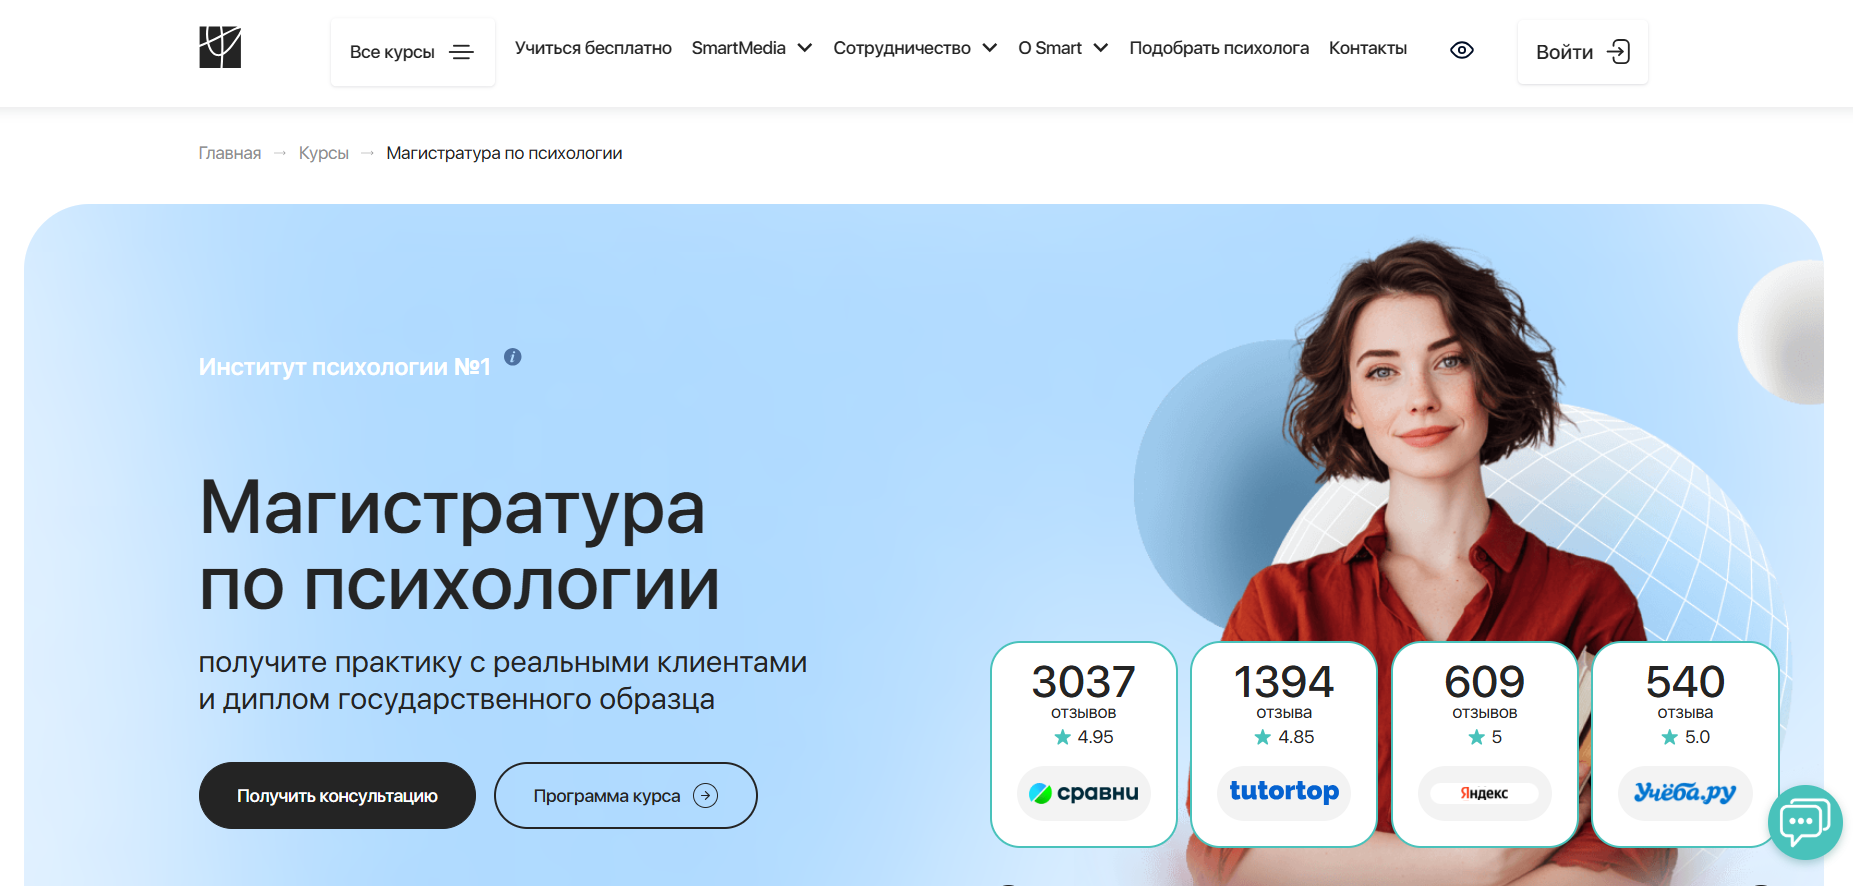 Все курсы
Учиться бесплатно
SmartMedia
Сотрудничество
О Smart
Подобрать психолога
Контакты
Войти
Главная → Курсы → Магистратура по психологии
Институт психологии №1
Магистратура
по психологии
получите практику с реальными клиентами
и диплом государственного образца
Получить консультацию
Программа курса
3037
отзывов
4.95
сравни
1394
отзыва
4.85
tutortop
609
отзывов
5
Яндекс
540
отзыва
5.0
Учёба.ру